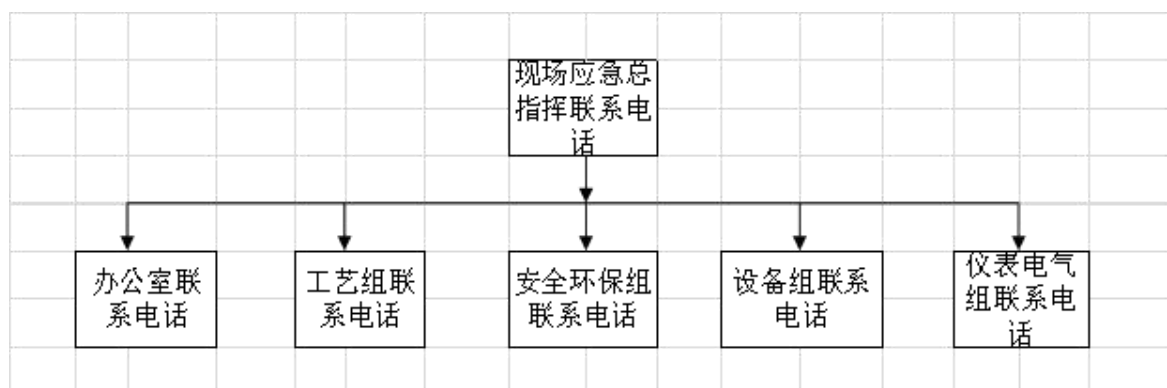 现场应急总
指挥联系电
话
办公室联
系电话
工艺组联
系电话
安全环保组
联系电话
设备组联系
电话
仪表电气
组联系电
话